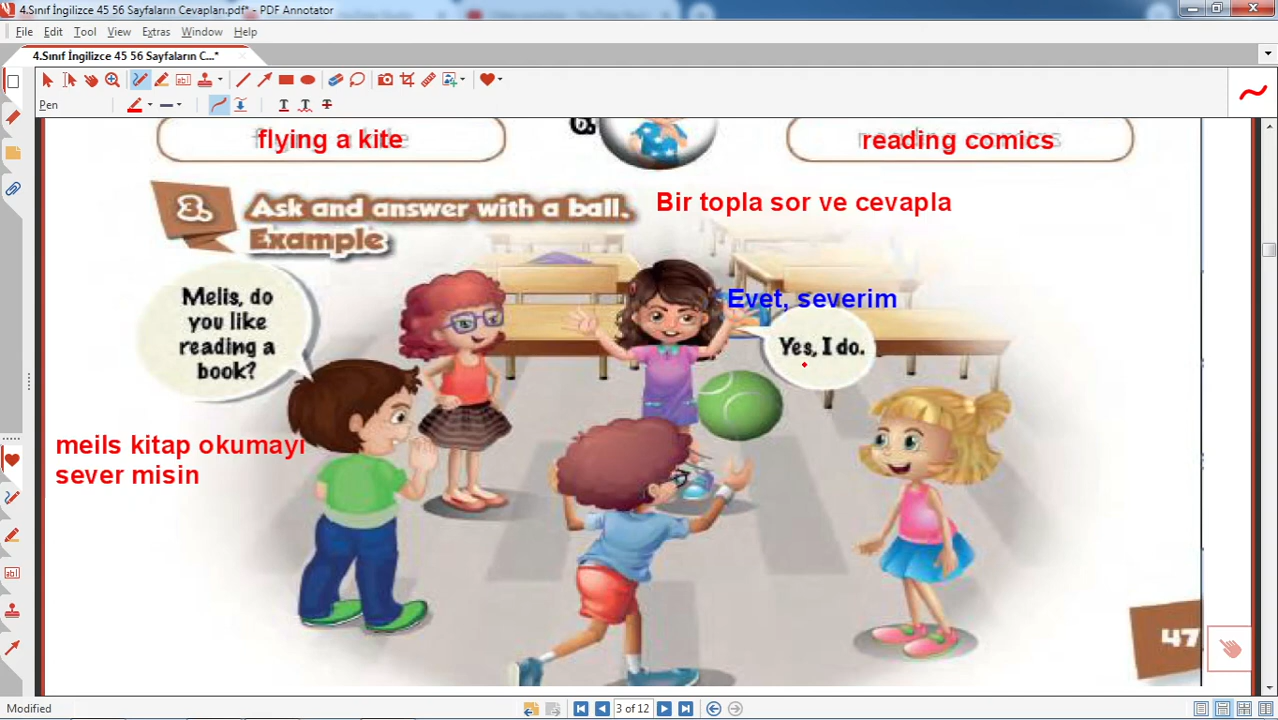 4.Sınıf İngilizce 45 56 Sayfaların Cevapları.pdf* - PDF Annotator
File Edit Tool View Extras Window Help
4.Sınıf İngilizce 45 56 Sayfaların C...*
Pen
flying a kite
6.
reading comics
3. Ask and answer with a ball.
Bir topla sor ve cevapla
Example
Melis, do
you like
reading a
book?
Evet, severim
Yes, I do.
meils kitap okumayı
sever misin
47
Modified
3 of 12